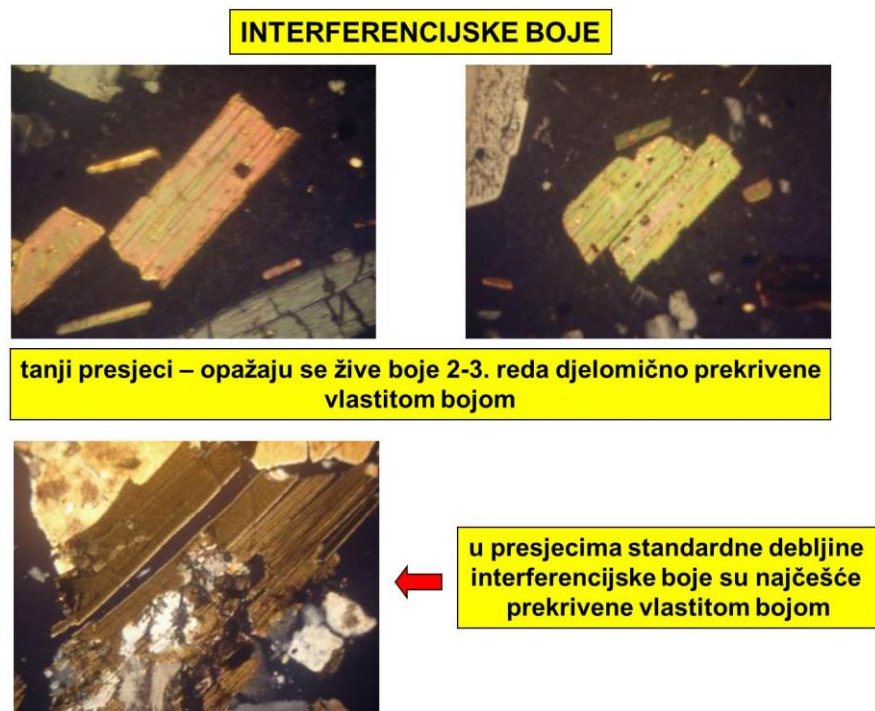 INTERFERENCIJSKE BOJE
tanji presjeci – opažaju se žive boje 2-3. reda djelomično prekrivene
vlastitom bojom
u presjecima standardne debljine
interferencijske boje su najčešće
prekrivene vlastitom bojom